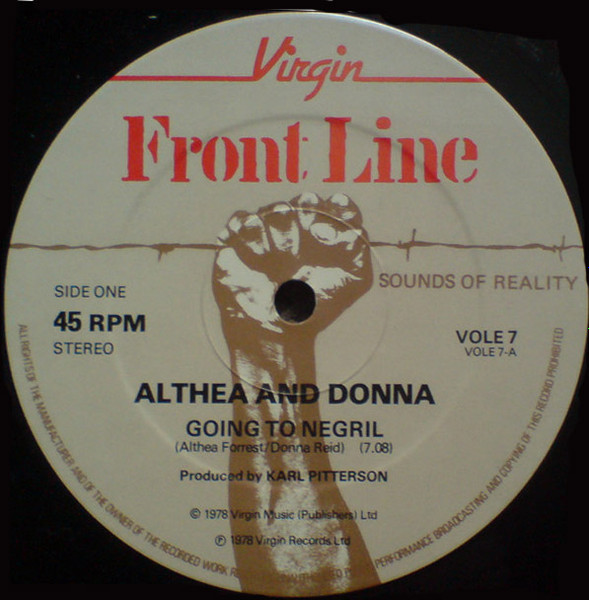 Virgin
Front Line
SOUNDS OF REALITY
SIDE ONE
45 RPM
STEREO
VOLE 7
VOLE 7-A
ALTHEA AND DONNA
GOING TO NEGRIL
(Althea Forrest/Donna Reid) (7.08)
Produced by KARL PITTERSON
© 1978 Virgin Music (Publishers) Ltd
℗ 1978 Virgin Records Ltd
ALL RIGHTS OF THE MANUFACTURER AND OF THE OWNER OF THE RECORDED WORK PERFORMANCE BROADCASTING AND COPYING OF THIS RECORD PROHIBITED